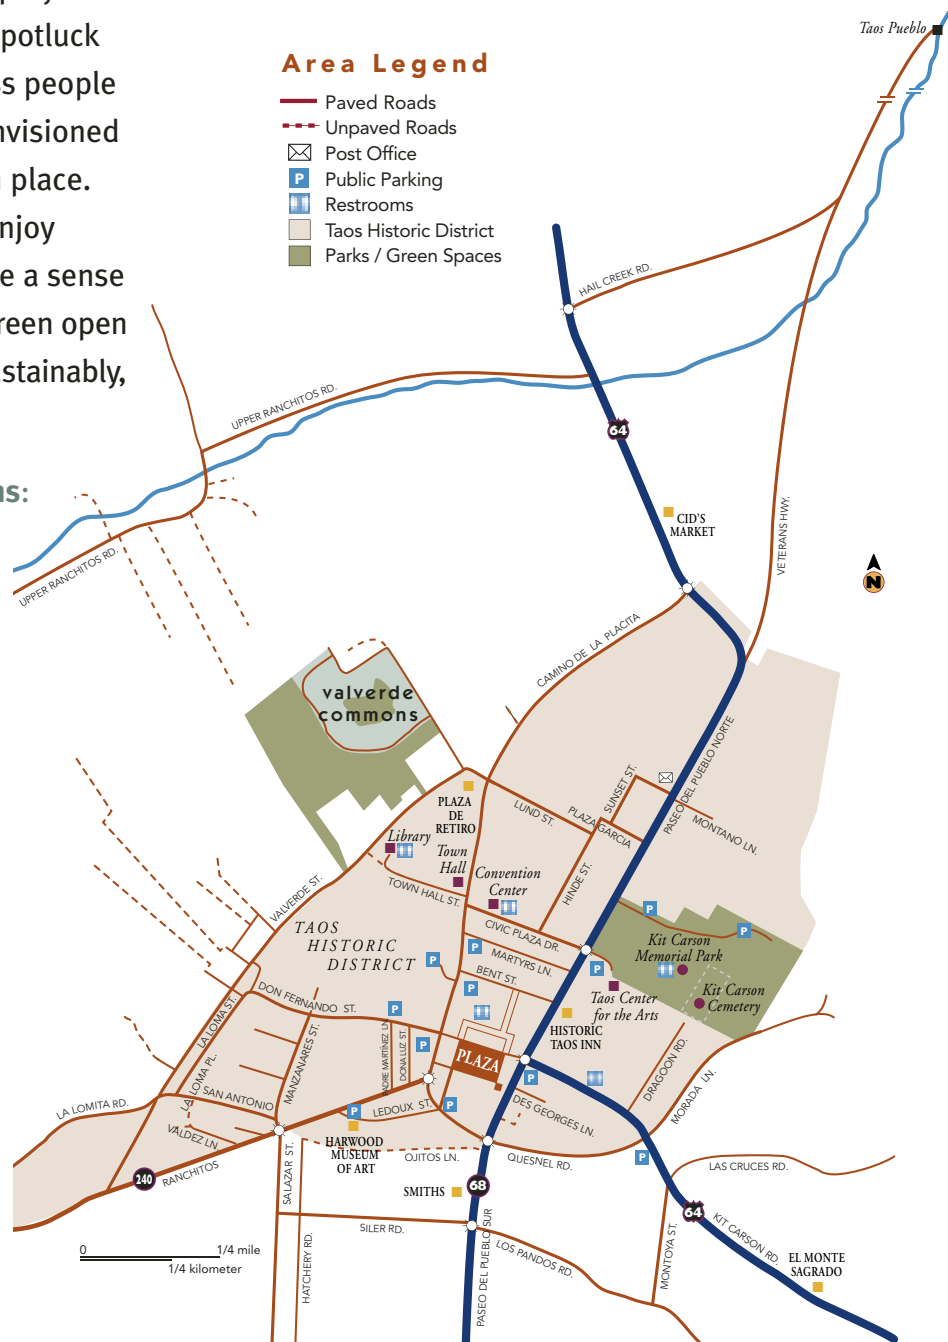 potluck
s people
nvisioned
place.
njoy
e a sense
reen open
stainably,
ns:
Taos Pueblo
Area Legend
Paved Roads
Unpaved Roads
Post Office
P Public Parking
Restrooms
Taos Historic District
Parks / Green Spaces
HAIL CREEK RD.
UPPER RANCHITOS RD.
64
CID'S
MARKET
VETERANS HWY.
UPPER RANCHITOS RD.
N
CAMINO DE LA PLACITA
valverde
commons
PASEO DEL PUEBLO NORTE
SUNSET ST.
PLAZA
DE
RETIRO
LUND ST.
PLAZA GARCIA
MONTANO LN.
Library
Town
Hall
Convention
Center
HINDE ST.
TOWN HALL ST.
VALVERDE ST.
P
P
CIVIC PLAZA DR.
TAOS
HISTORIC
DISTRICT
Kit Carson
Memorial Park
P
MARTYRS LN.
P
P
BENT ST.
Kit Carson
Cemetery
Taos Center
for the Arts
P
DON FERNANDO ST.
P
LA LOMA ST.
HISTORIC
TAOS INN
MANZANARES ST.
PADRE MARTÍNEZ LN.
DONA LUZ ST.
P
PLAZA
DRAGOON RD.
LA LOMA PL.
P
MORADA LN.
SAN ANTONIO
LA LOMITA RD.
P
LEDOUX ST.
P
DES GEORGES LN.
VALDEZ LN.
HARWOOD
MUSEUM
OF ART
OJITOS LN.
QUESNEL RD.
P
LAS CRUCES RD.
240
RANCHITOS
SALAZAR ST.
SMITHS
68
64
KIT CARSON RD.
SILER RD.
PASEO DEL PUEBLO SUR
LOS PANDOS RD.
MONTOYA ST.
HATCHERY RD.
EL MONTE
SAGRADO
0 1/4 mile
1/4 kilometer